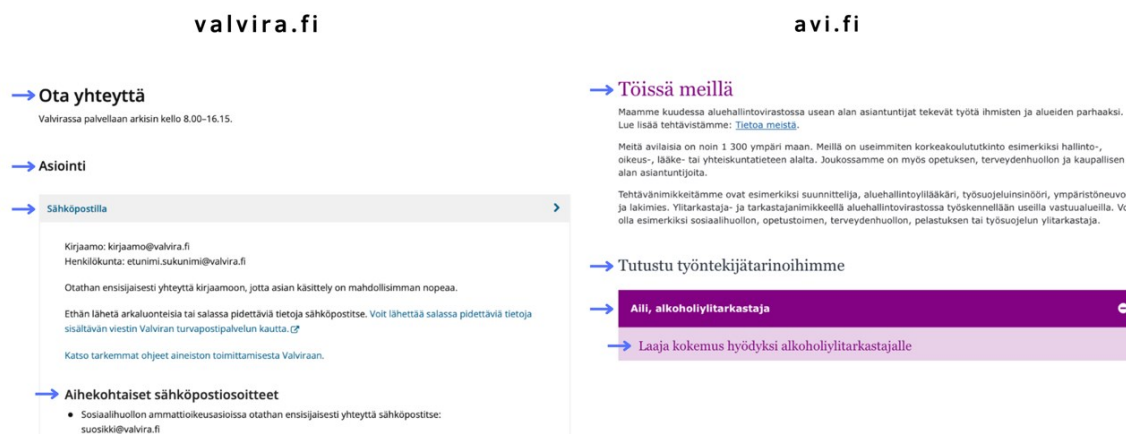 valvira.fi
Ota yhteyttä
Valvirassa palvellaan arkisin kello 8.00–16.15.
Asiointi
Sähköpostilla
Kirjaamo: kirjaamo@valvira.fi
Henkilökunta: etunimi.sukunimi@valvira.fi
Otathan ensisijaisesti yhteyttä kirjaamoon, jotta asian käsittely on mahdollisimman nopeaa.
Ethän lähetä arkaluonteisia tai salassa pidettäviä tietoja sähköpostitse. Voit lähettää salassa pidettäviä tietoja
sisältävän viestin Valviran turvapostipalvelun kautta.
Katso tarkemmat ohjeet aineiston toimittamisesta Valviraan.
Aihekohtaiset sähköpostiosoitteet
• Sosiaalihuollon ammattioikeusasioissa otathan ensisijaisesti yhteyttä sähköpostitse:
suosikki@valvira.fi
avi.fi
Töissä meillä
Maamme kuudessa aluehallintovirastossa usean alan asiantuntijat tekevät työtä ihmisten ja alueiden parhaaksi.
Lue lisää tehtävistämme: Tietoa meistä.
Meitä avilaisia on noin 1 300 ympäri maan. Meillä on useimmiten korkeakoulututkinto esimerkiksi hallinto-,
oikeus-, lääke- tai yhteiskuntatieteen alalta. Joukossamme on myös opetuksen, terveydenhuollon ja kaupallisen
alan asiantuntijoita.
Tehtävänimikkeitämme ovat esimerkiksi suunnittelija, aluehallintoylilääkäri, työsuojeluinsinööri, ympäristöneuvo
ja lakimies. Ylitarkastaja- ja tarkastajanimikkeellä aluehallintovirastossa työskennellään useilla vastuualueilla. Vo
olla esimerkiksi sosiaalihuollon, opetustoimen, terveydenhuollon, pelastuksen tai työsuojelun ylitarkastaja.
Tutustu työntekijätarinoihimme
Aili, alkoholiylitarkastaja
Laaja kokemus hyödyksi alkoholiylitarkastajalle